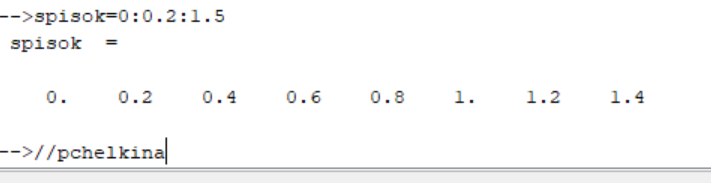 -->spisok=0:0.2:1.5
spisok  =
0.    0.2    0.4    0.6    0.8    1.    1.2    1.4
-->//pchelkina